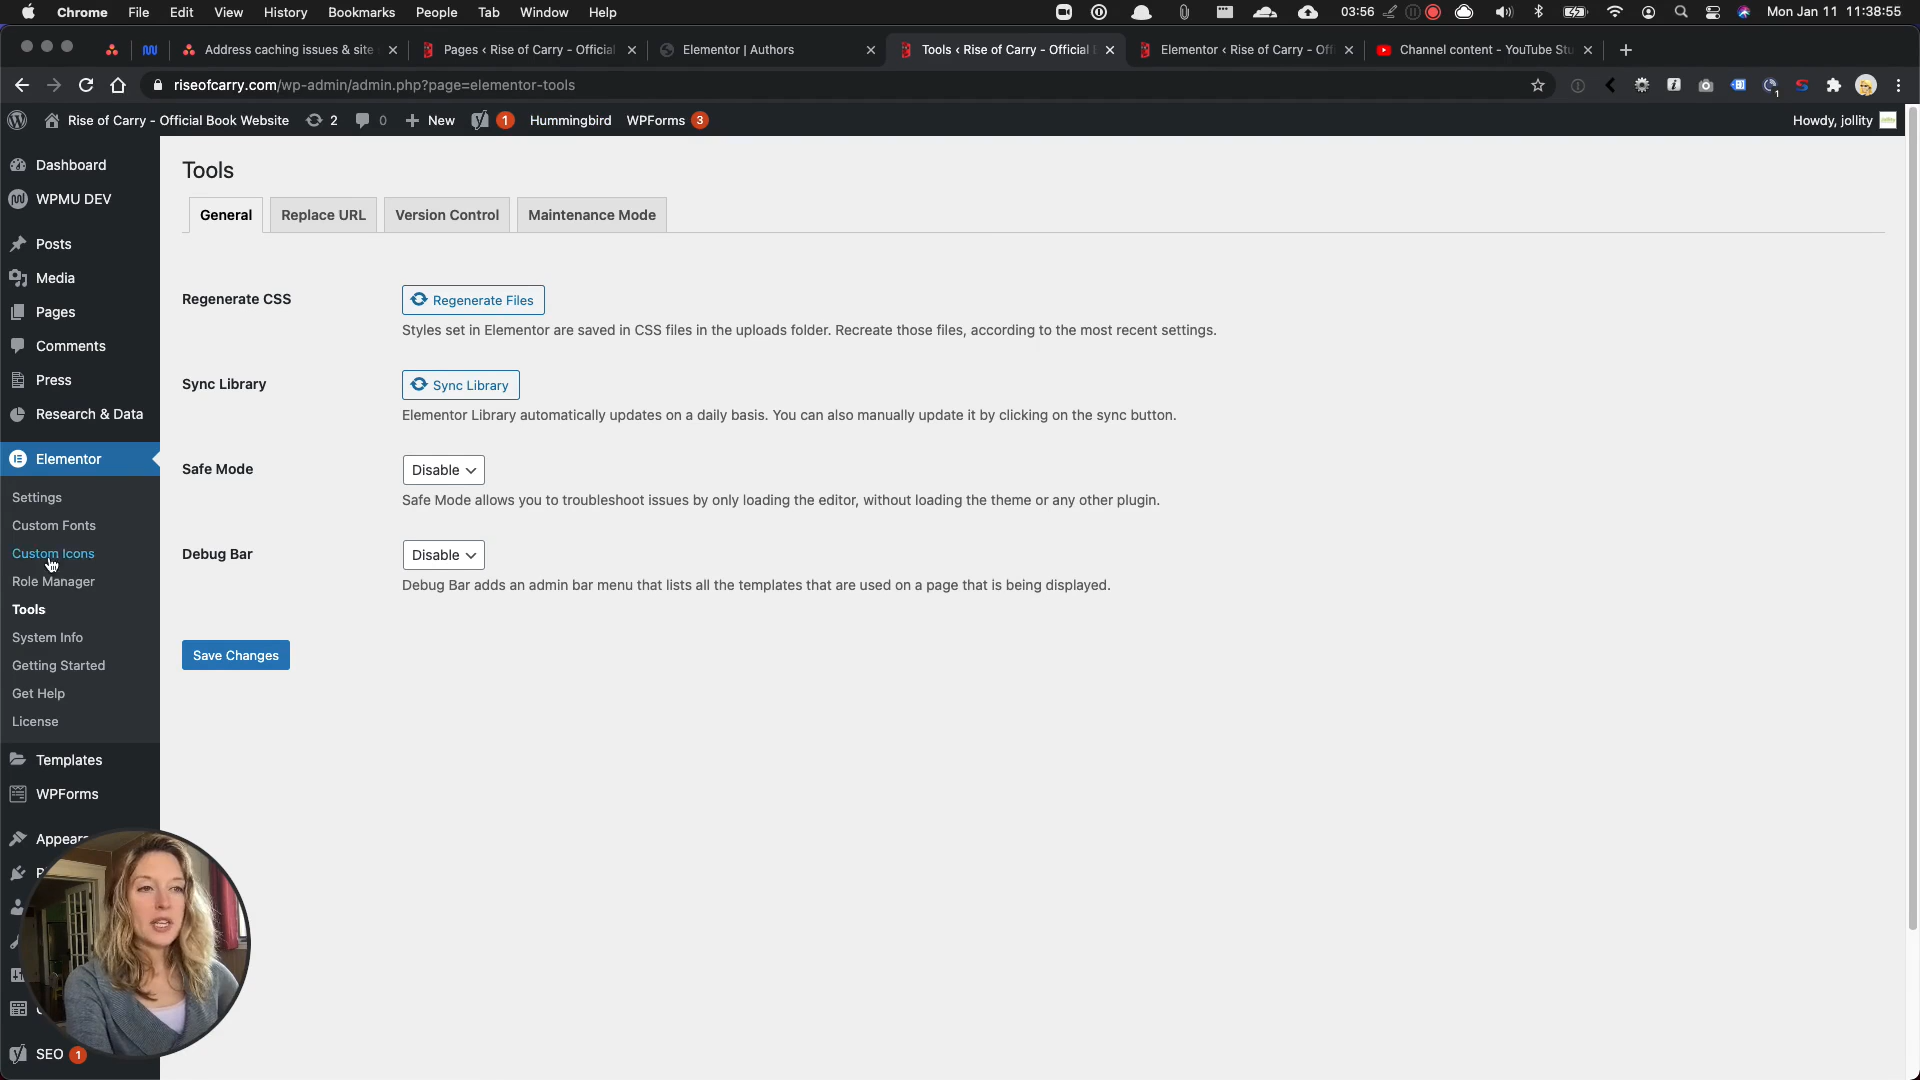 Chrome File Edit View History Bookmarks People Tab Window Help 03:56 Mon Jan 11 11:38:55
Address caching issues & site
Pages ‹ Rise of Carry - Official
Elementor | Authors
Tools ‹ Rise of Carry - Official
Elementor ‹ Rise of Carry - Off
Channel content - YouTube Stu
riseofcarry.com/wp-admin/admin.php?page=elementor-tools
Rise of Carry - Official Book Website 2 0 New 1 Hummingbird WPForms 3 Howdy, jollity
Dashboard
WPMU DEV
Posts
Media
Pages
Comments
Press
Research & Data
Elementor
Settings
Custom Fonts
Custom Icons
Role Manager
Tools
System Info
Getting Started
Get Help
License
Templates
WPForms
SEO 1
Tools
General Replace URL Version Control Maintenance Mode
Regenerate CSS
Regenerate Files
Styles set in Elementor are saved in CSS files in the uploads folder. Recreate those files, according to the most recent settings.
Sync Library
Sync Library
Elementor Library automatically updates on a daily basis. You can also manually update it by clicking on the sync button.
Safe Mode
Disable
Safe Mode allows you to troubleshoot issues by only loading the editor, without loading the theme or any other plugin.
Debug Bar
Disable
Debug Bar adds an admin bar menu that lists all the templates that are used on a page that is being displayed.
Save Changes